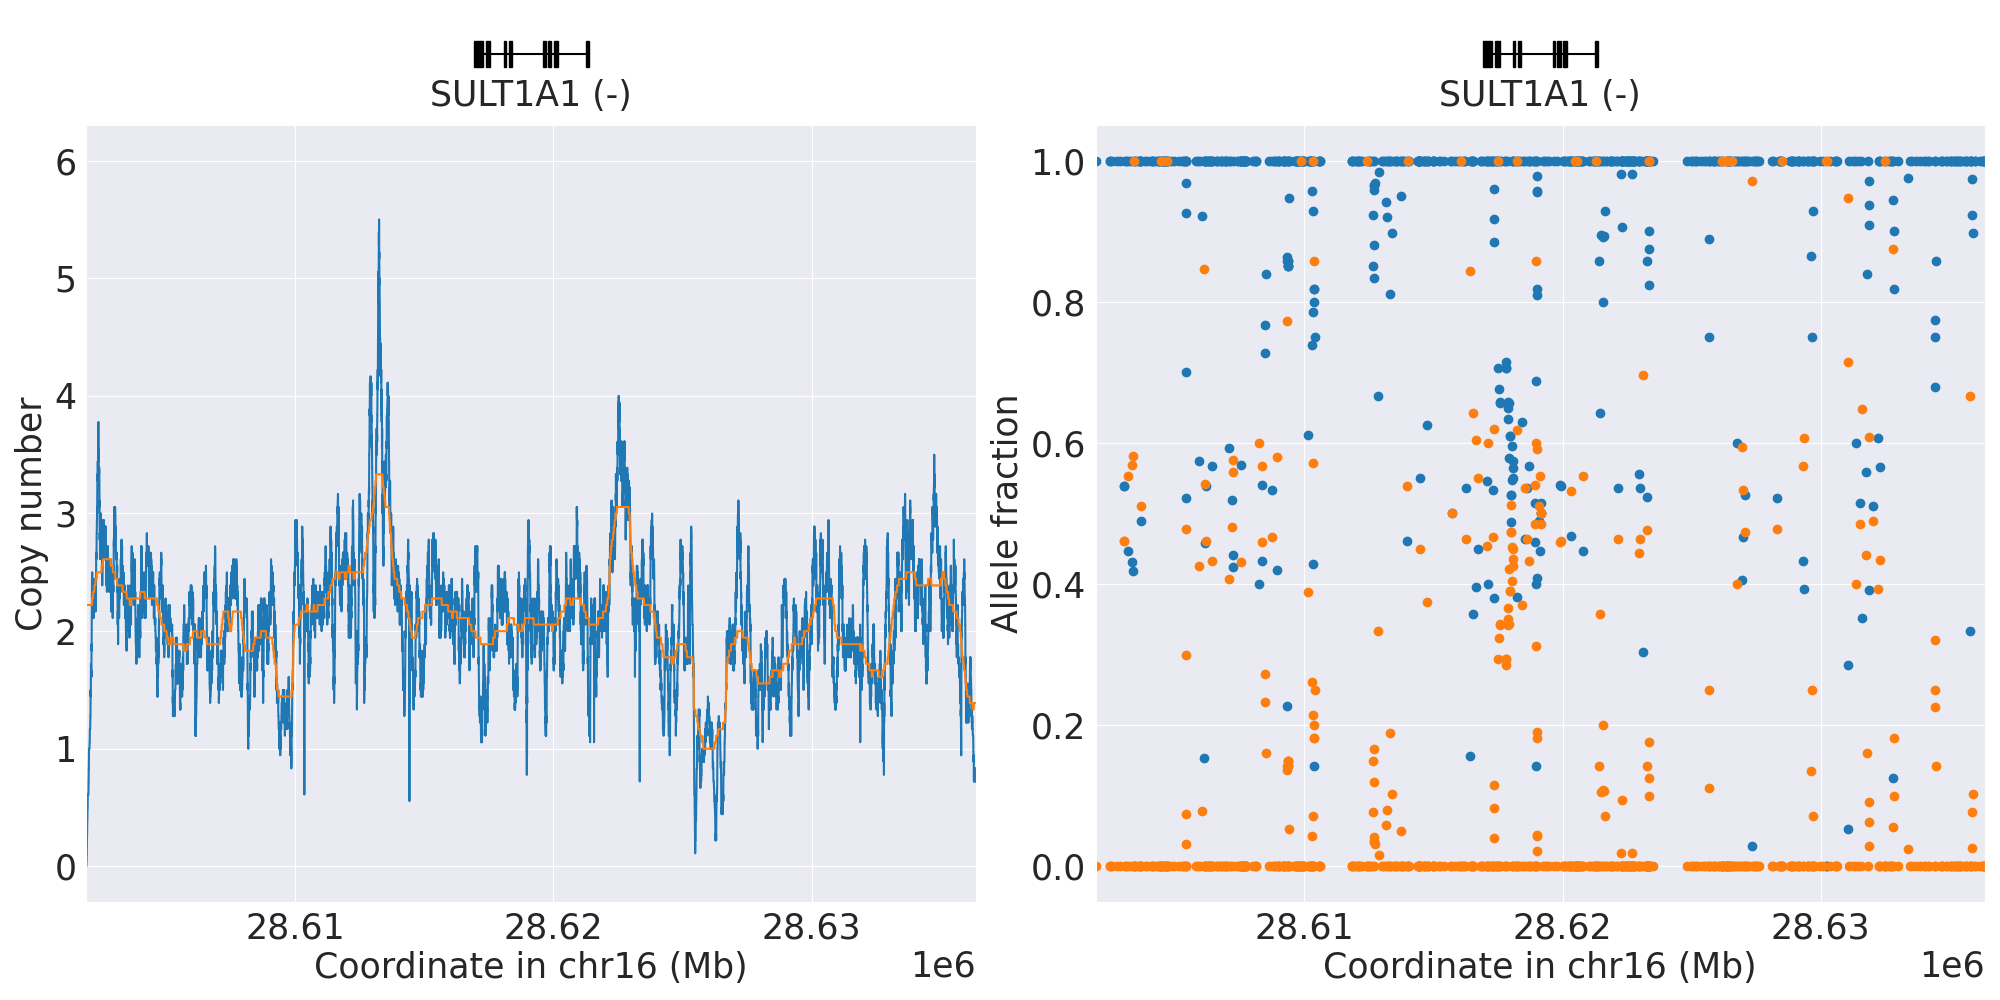 SULT1A1 (-)
6
5
4
3
2
1
0
Copy number
28.61
28.62
28.63
Coordinate in chr16 (Mb)
1e6
SULT1A1 (-)
1.0
0.8
0.6
0.4
0.2
0.0
Allele fraction
28.61
28.62
28.63
Coordinate in chr16 (Mb)
1e6